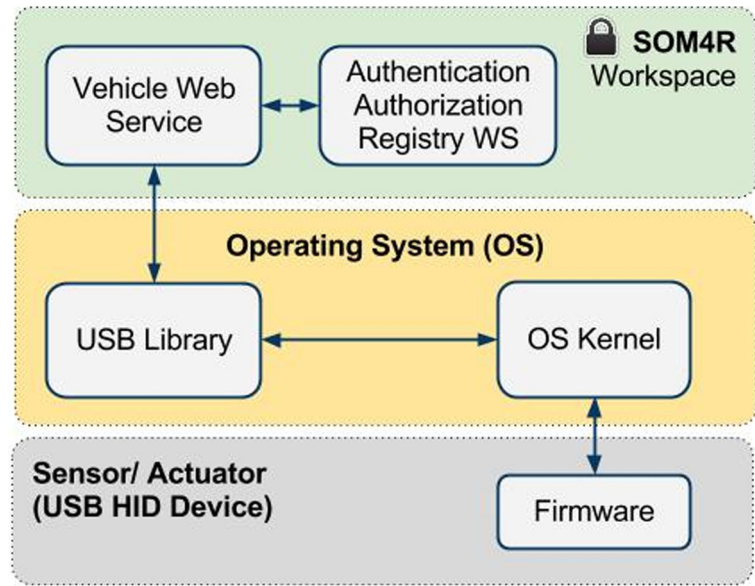 SOM4R
Workspace
Vehicle Web
Service
Authentication
Authorization
Registry WS
Operating System (OS)
USB Library
OS Kernel
Sensor/ Actuator
(USB HID Device)
Firmware